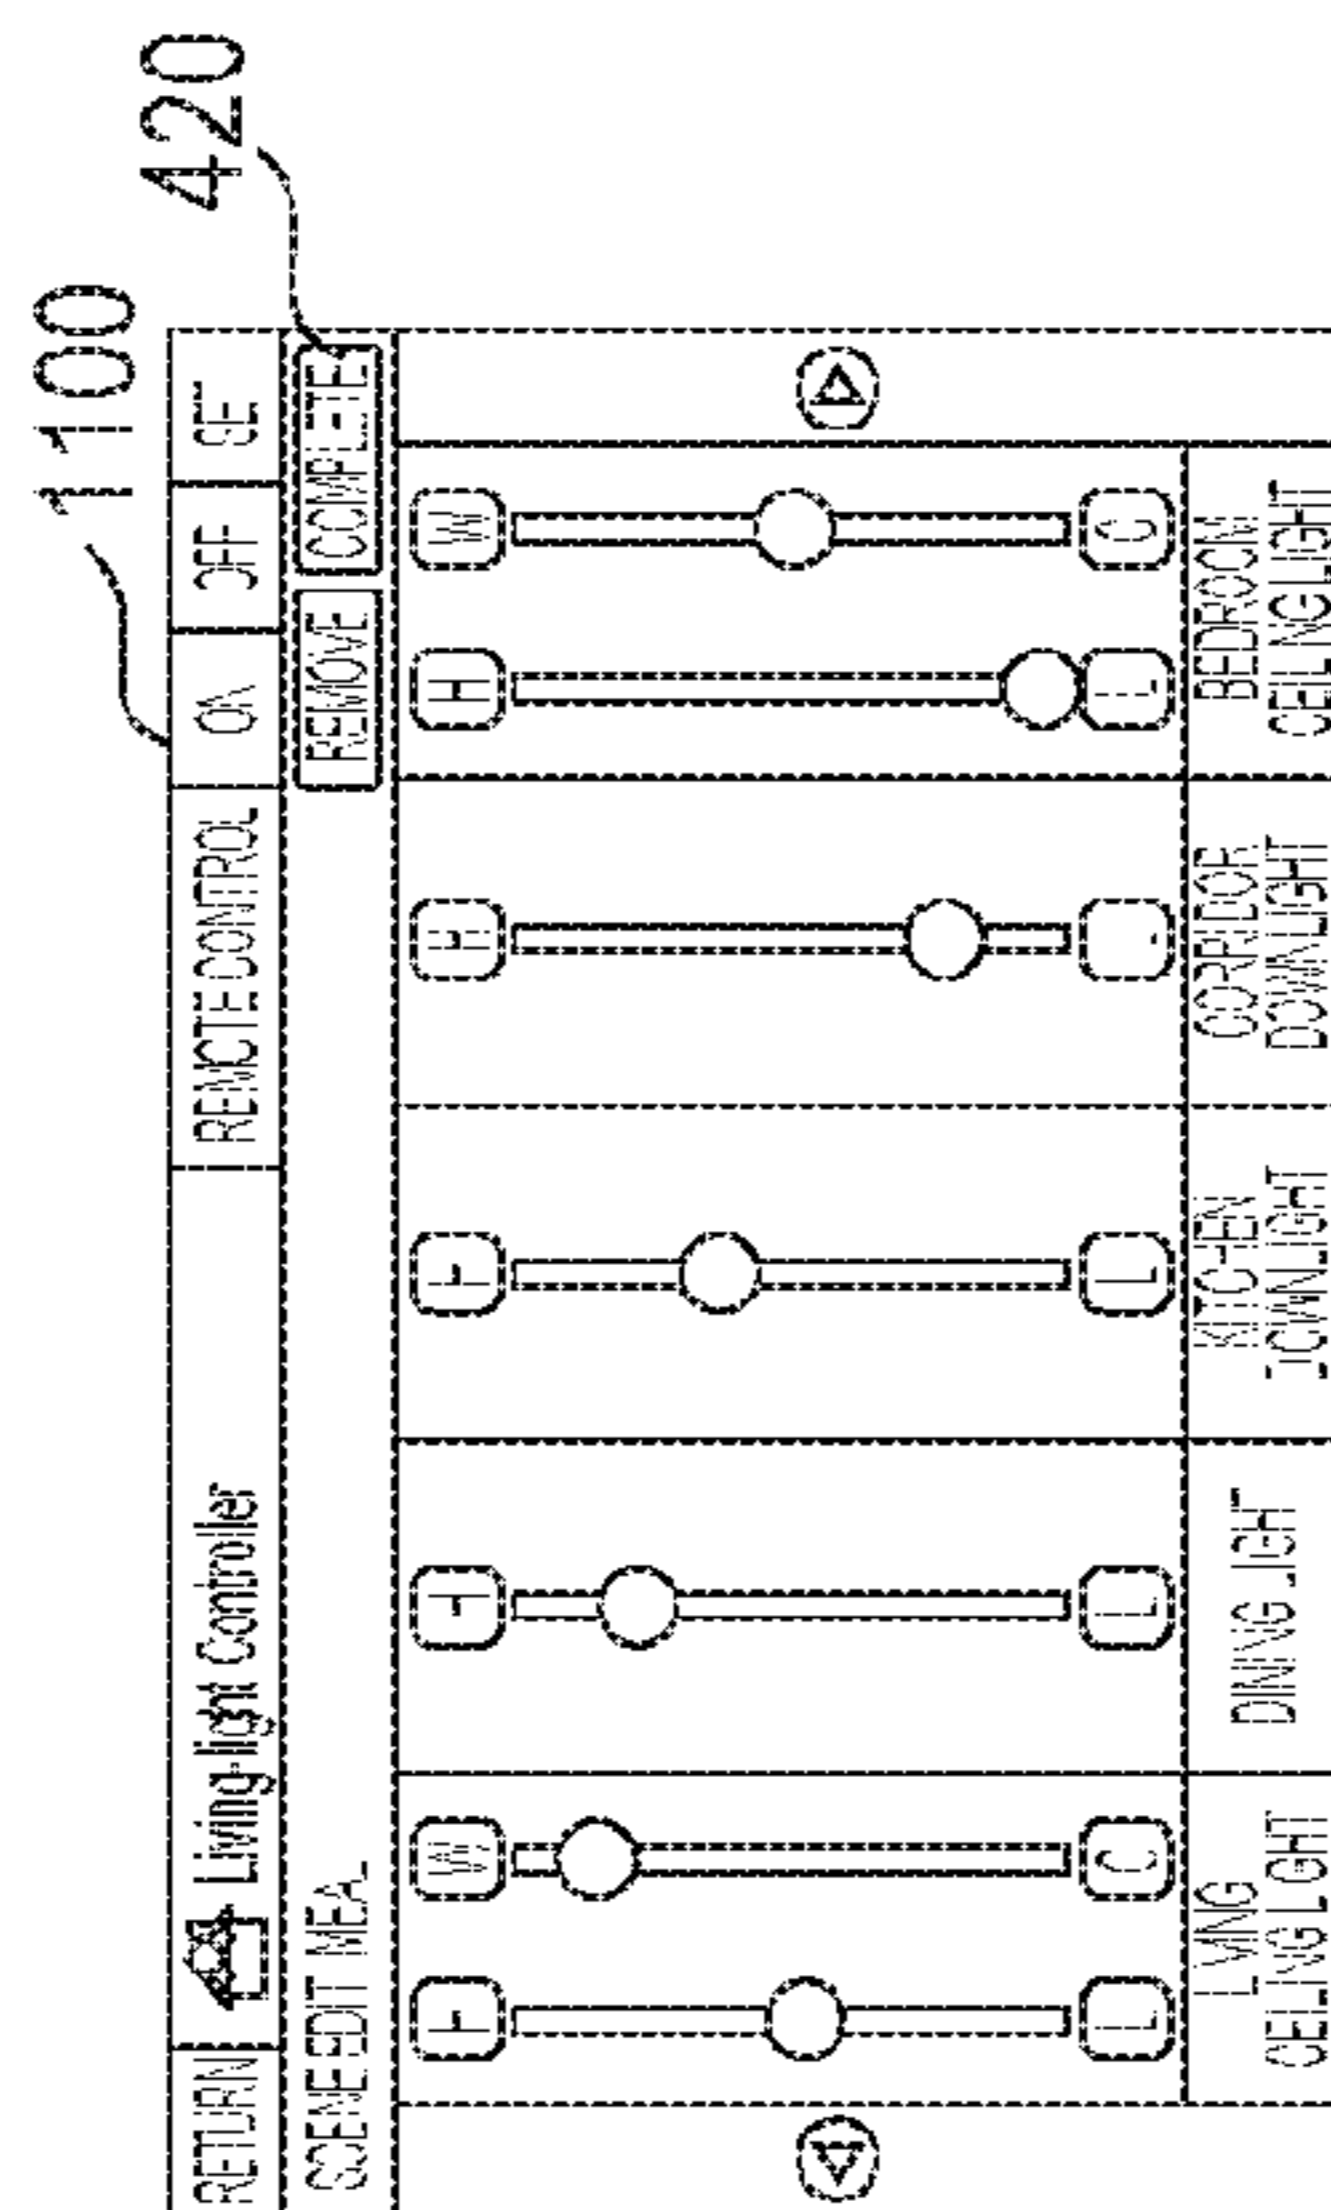 1100
420
RETURN Living-light Controller REMOTE CONTROL ON OFF SET
SCENE EDIT MEAL REMOVE COMPLETE
H W H H H H W
L C L L L L C
LIVING
CEILING LIGHT
DINING LIGHT
KITCHEN
DOWNLIGHT
CORRIDOR
DOWNLIGHT
BEDROOM
CEILING LIGHT